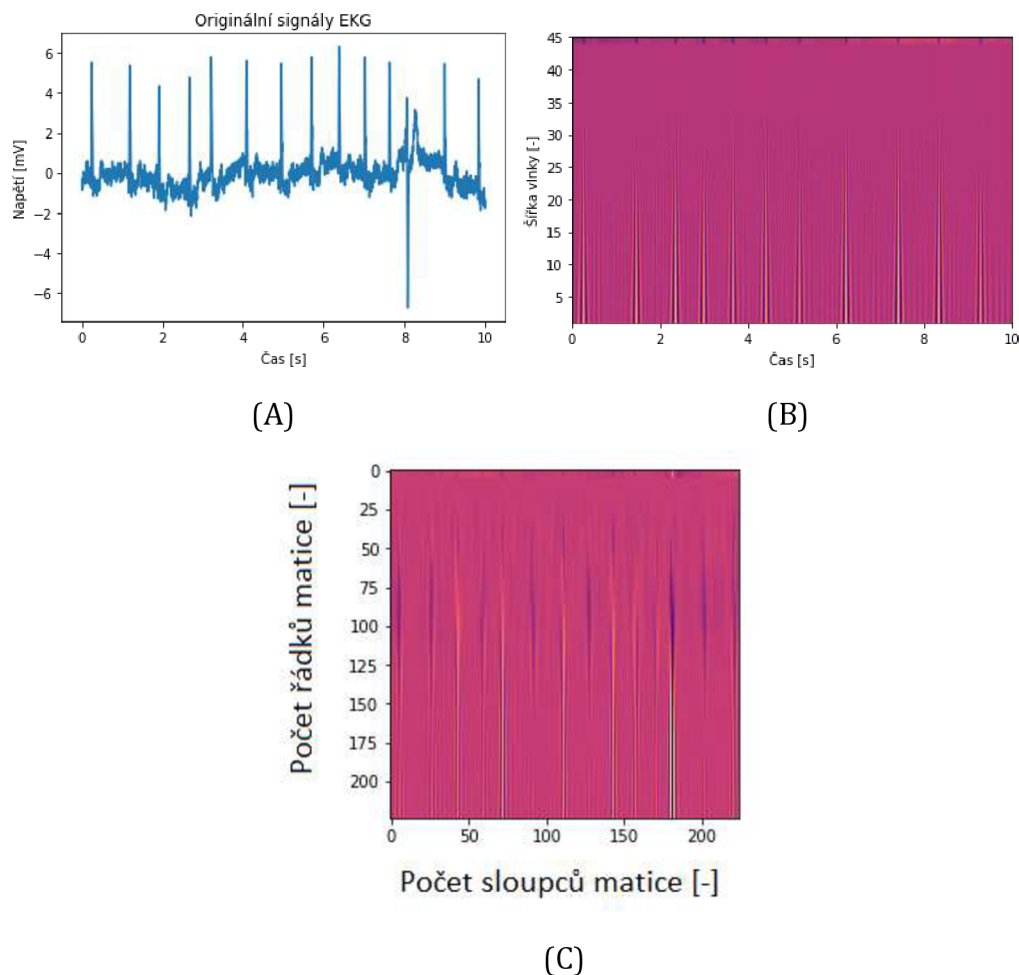 Originální signály EKG
6
4
2
0
−2
−4
−6
Napětí [mV]
0 2 4 6 8 10
Čas [s]
(A)
45
40
35
30
25
20
15
10
5
Šířka vlnky [-]
0 2 4 6 8 10
Čas [s]
(B)
0
25
50
75
100
125
150
175
200
Počet řádků matice [-]
0 50 100 150 200
Počet sloupců matice [-]
(C)